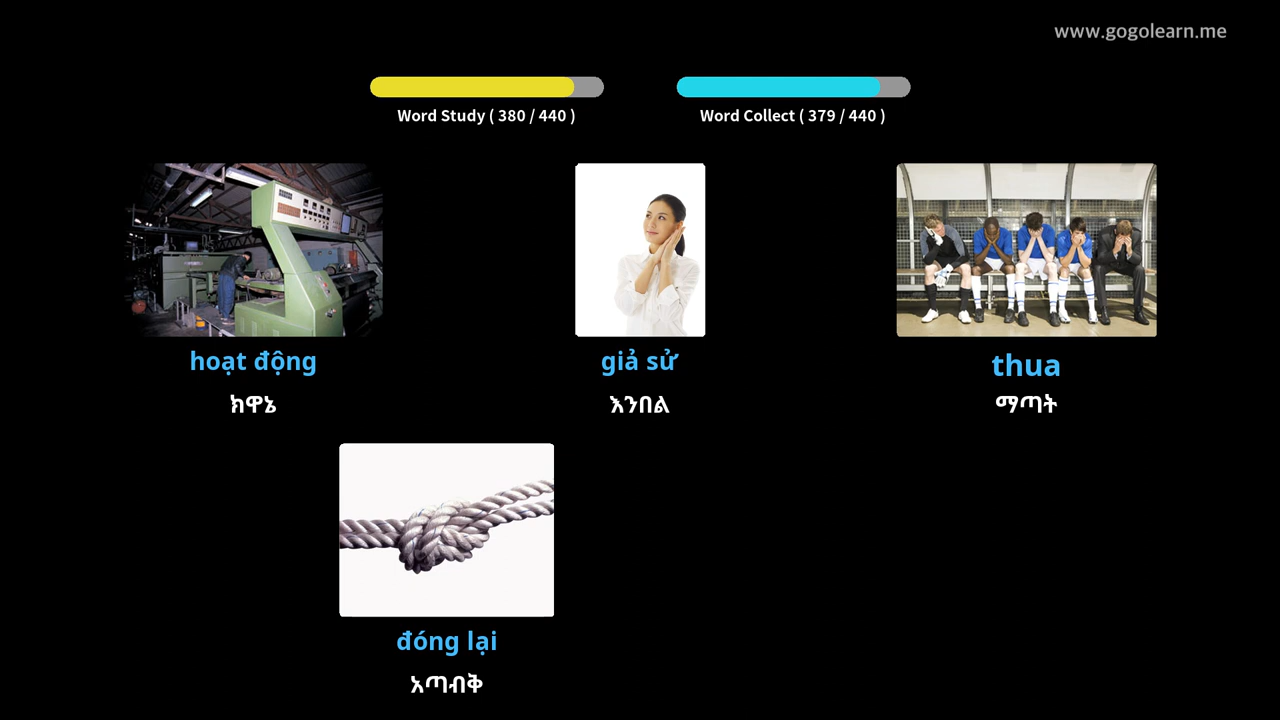 www.gogolearn.me
Word Study ( 380 / 440 )
Word Collect ( 379 / 440 )
hoạt động
ክዋኔ
giả sử
እንበል
thua
ማጣት
đóng lại
አጣብቅ